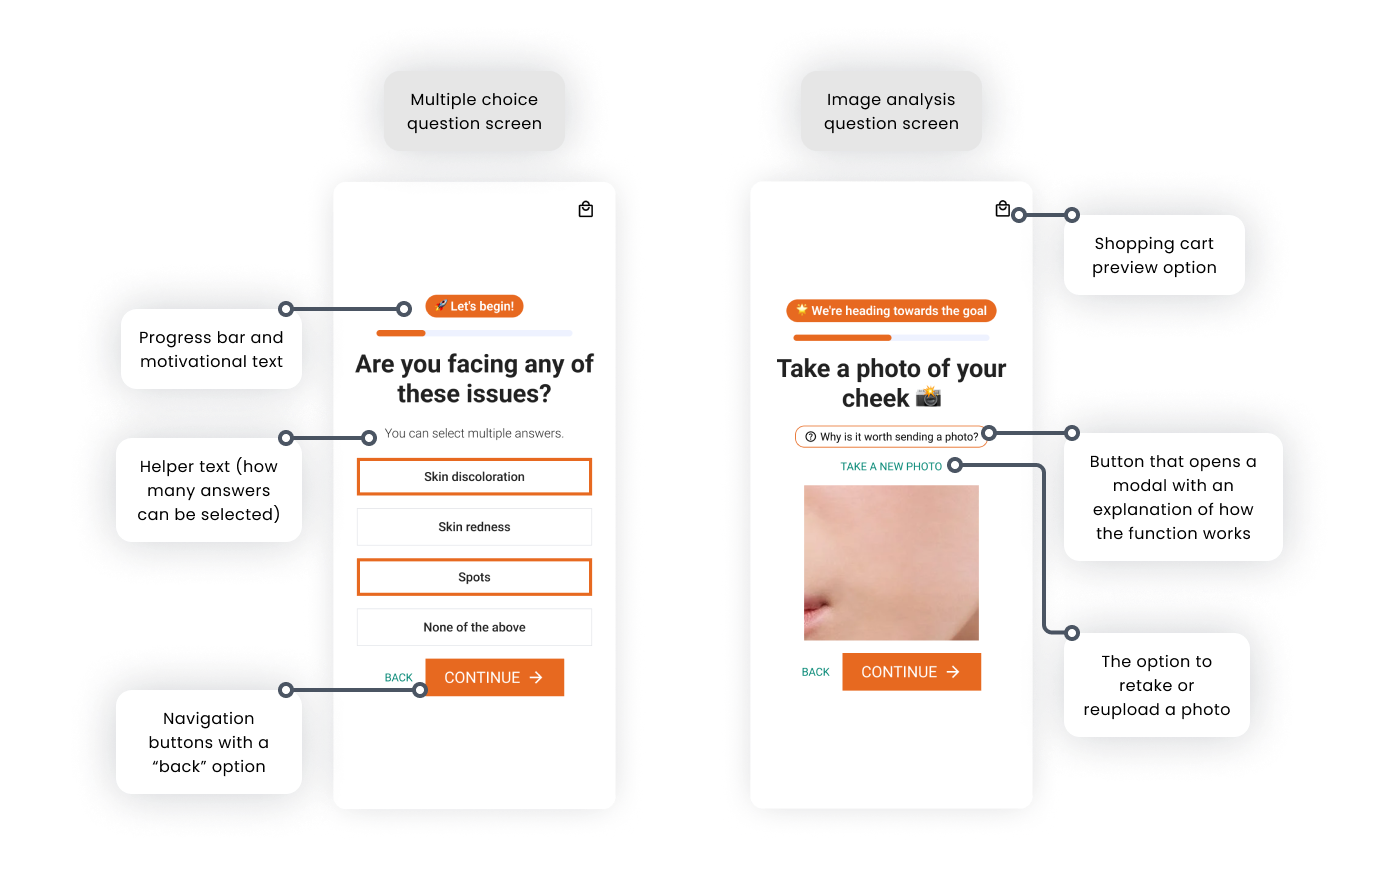 Multiple choice
question screen
Image analysis
question screen
Let's begin!
Are you facing any of
these issues?
You can select multiple answers.
Skin discoloration
Skin redness
Spots
None of the above
BACK
CONTINUE
Progress bar and
motivational text
Helper text (how
many answers
can be selected)
Navigation
buttons with a
“back” option
We're heading towards the goal
Take a photo of your
cheek
Why is it worth sending a photo?
TAKE A NEW PHOTO
BACK
CONTINUE
Shopping cart
preview option
Button that opens a
modal with an
explanation of how
the function works
The option to
retake or
reupload a photo